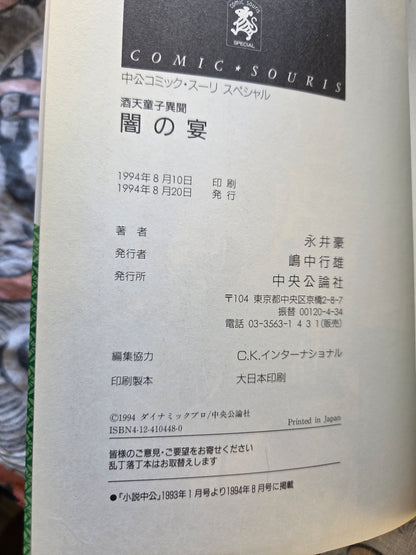 comic souris
SPECIAL
COMIC★SOURIS
中公コミック・スーリ スペシャル
酒天童子異聞
闇の宴
1994年8月10日 印刷
1994年8月20日 発行
著者 永井豪
発行者 嶋中行雄
発行所 中央公論社
〒104 東京都中央区京橋2-8-7
振替 00120-4-34
電話 03-3563-1431(販売)
編集協力 C.K.インターナショナル
印刷製本 大日本印刷
©1994 ダイナミックプロ/中央公論社
ISBN4-12-410448-0 Printed in Japan
皆様のご意見・ご要望をお寄せください
乱丁落丁本はお取替えします
●「小説中公」1993年1月号より1994年8月号に掲載